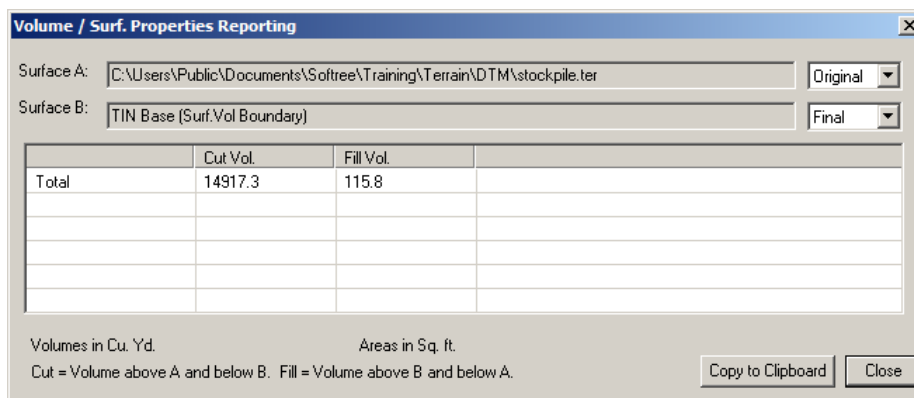 Volume / Surf. Properties Reporting
Surface A: C:\Users\Public\Documents\Softree\Training\Terrain\DTM\stockpile.ter Original
Surface B: TIN Base (Surf.Vol Boundary) Final
Cut Vol. Fill Vol.
Total 14917.3 115.8
Volumes in Cu. Yd. Areas in Sq. ft.
Cut = Volume above A and below B. Fill = Volume above B and below A.
Copy to Clipboard Close